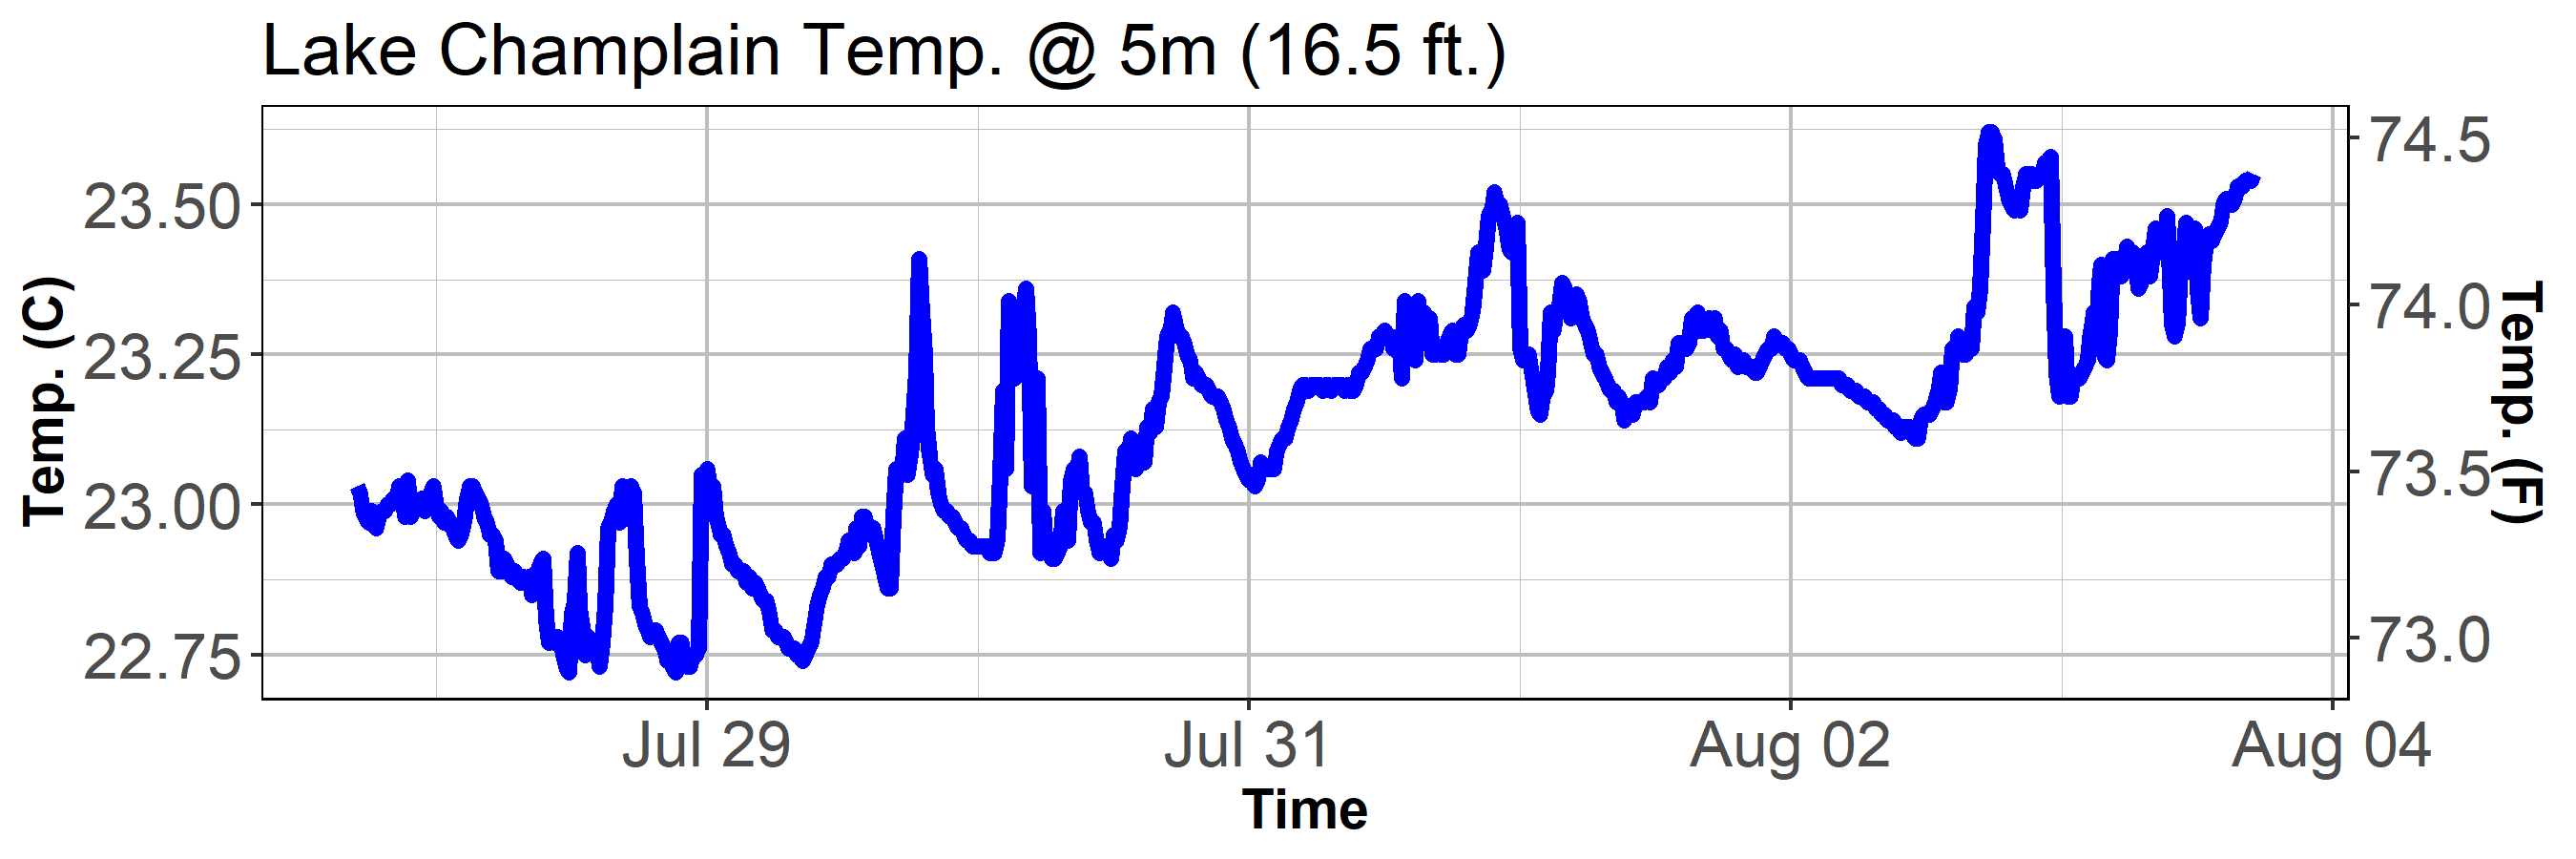 Lake Champlain Temp. @ 5m (16.5 ft.)
Temp. (C)
23.50
23.25
23.00
22.75
74.5
74.0
73.5
73.0
Temp. (F)
Jul 29 Jul 31 Aug 02 Aug 04
Time